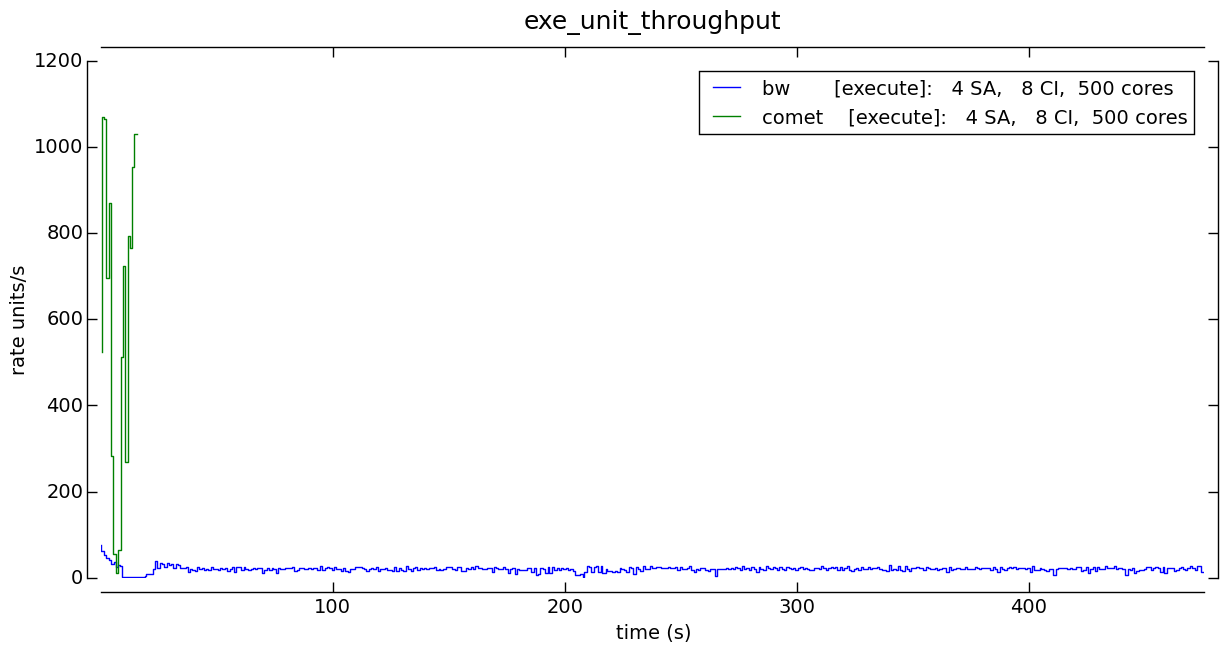 exe_unit_throughput
1200
1000
800
600
400
200
0
rate units/s
bw [execute]: 4 SA, 8 CI, 500 cores
comet [execute]: 4 SA, 8 CI, 500 cores
100 200 300 400
time (s)